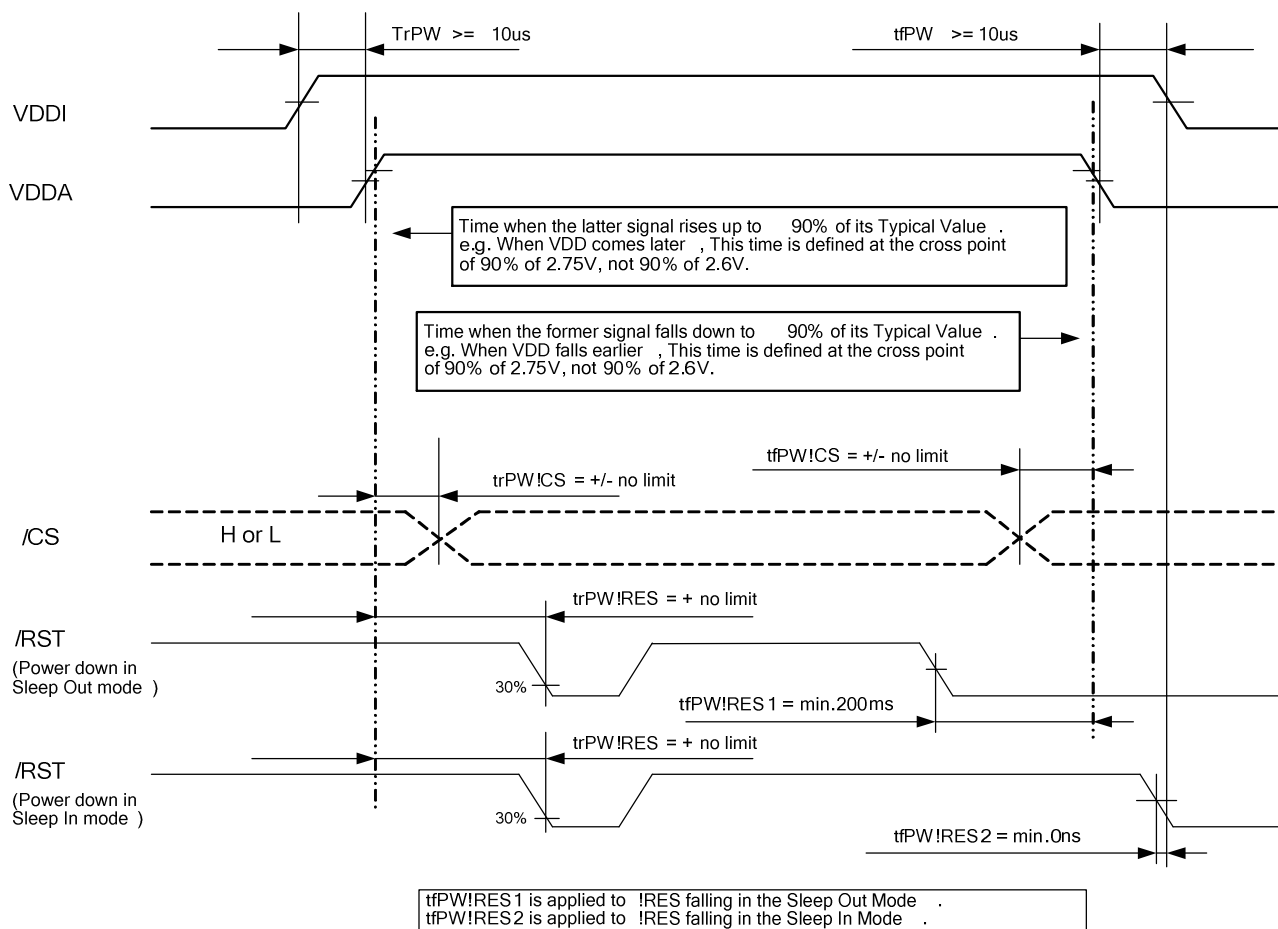 TrPW >= 10us
tfPW >= 10us
VDDI
VDDA
Time when the latter signal rises up to 90% of its Typical Value .
e.g. When VDD comes later , This time is defined at the cross point
of 90% of 2.75V, not 90% of 2.6V.
Time when the former signal falls down to 90% of its Typical Value .
e.g. When VDD falls earlier , This time is defined at the cross point
of 90% of 2.75V, not 90% of 2.6V.
tfPW!CS = +/- no limit
trPW!CS = +/- no limit
/CS
H or L
trPW!RES = + no limit
/RST
(Power down in
Sleep Out mode )
30%
tfPW!RES1 = min.200ms
trPW!RES = + no limit
/RST
(Power down in
Sleep In mode )
30%
tfPW!RES2 = min.0ns
tfPW!RES1 is applied to !RES falling in the Sleep Out Mode .
tfPW!RES2 is applied to !RES falling in the Sleep In Mode .